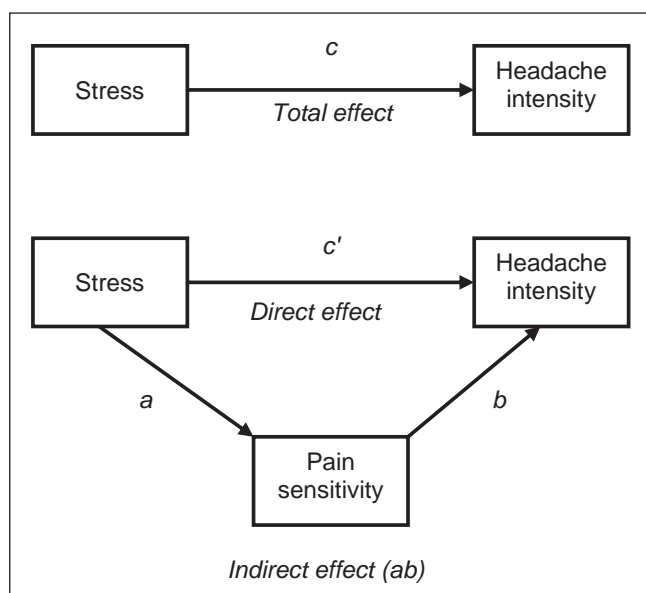 c
Stress
Headache
intensity
Total effect
c'
Stress
Headache
intensity
Direct effect
a
b
Pain
sensitivity
Indirect effect (ab)